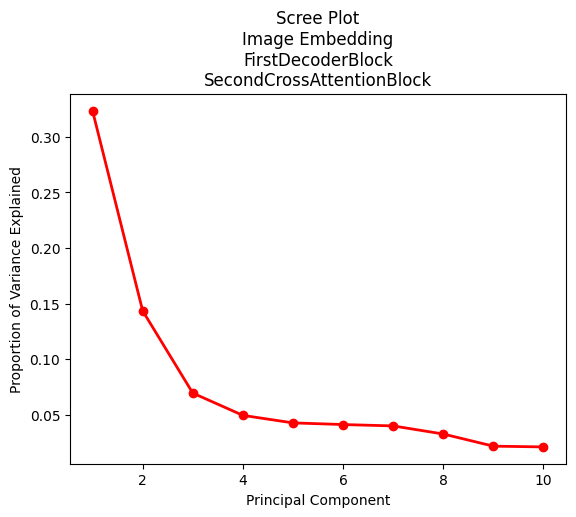 Scree Plot
Image Embedding
FirstDecoderBlock
SecondCrossAttentionBlock
Proportion of Variance Explained
0.30
0.25
0.20
0.15
0.10
0.05
2 4 6 8 10
Principal Component